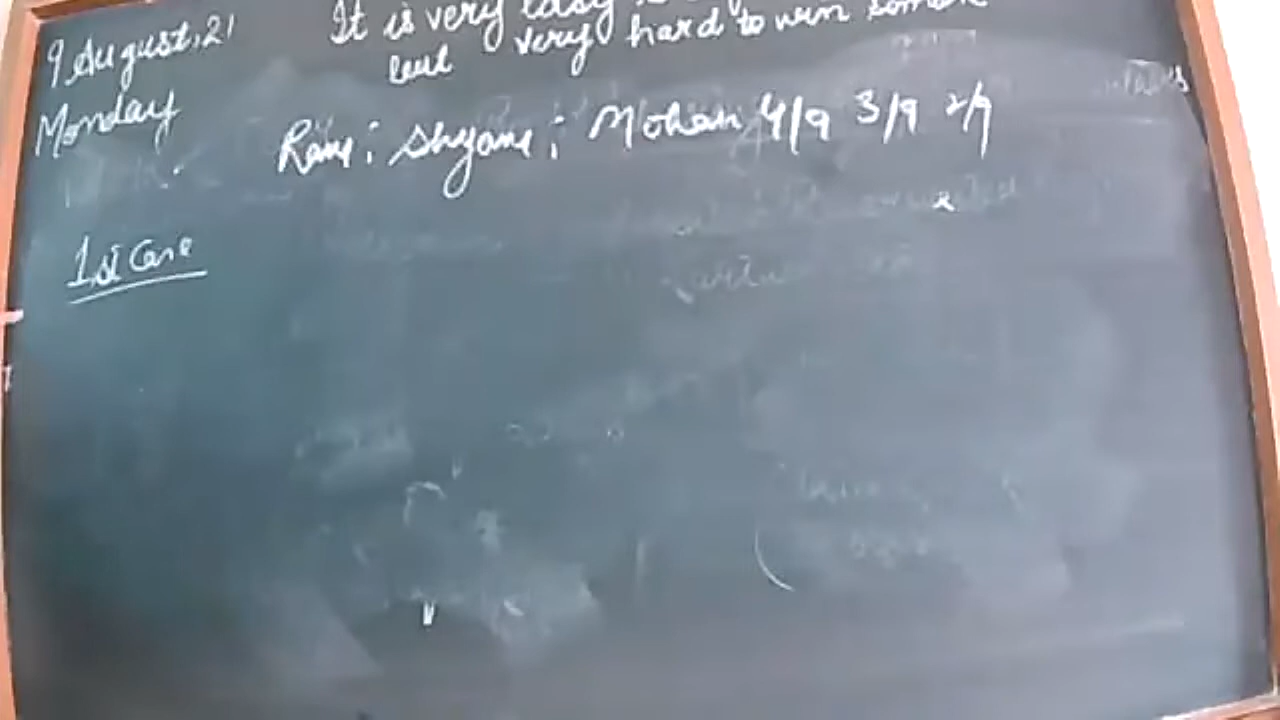 9 August, 21
Monday
It is very easy
but very hard to win
Ram ; Shyam ; Mohan 4/9 3/9 2/9
1st Case